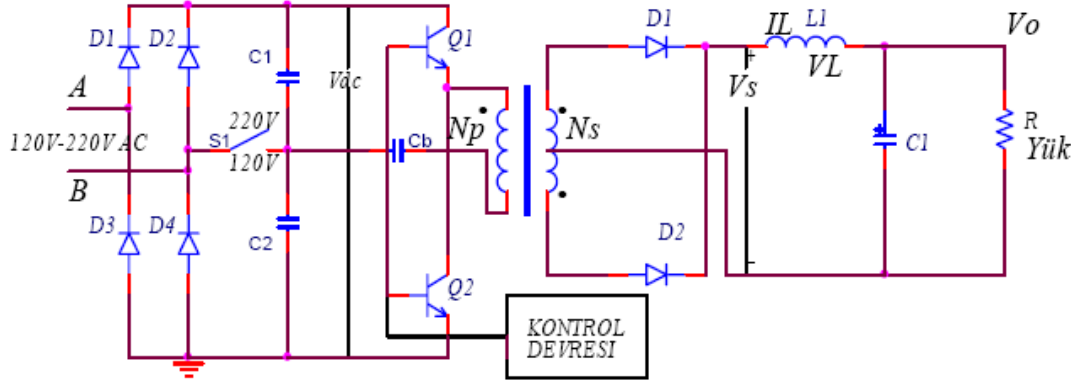 D1
D2
C1
Vdc
Q1
A
120V-220V AC
B
S1
220V
120V
Cb
Np
Ns
D1
IL
L1
VL
Vs
+
-
Vo
C1
R
Yük
D3
D4
C2
Q2
D2
KONTROL
DEVRESI